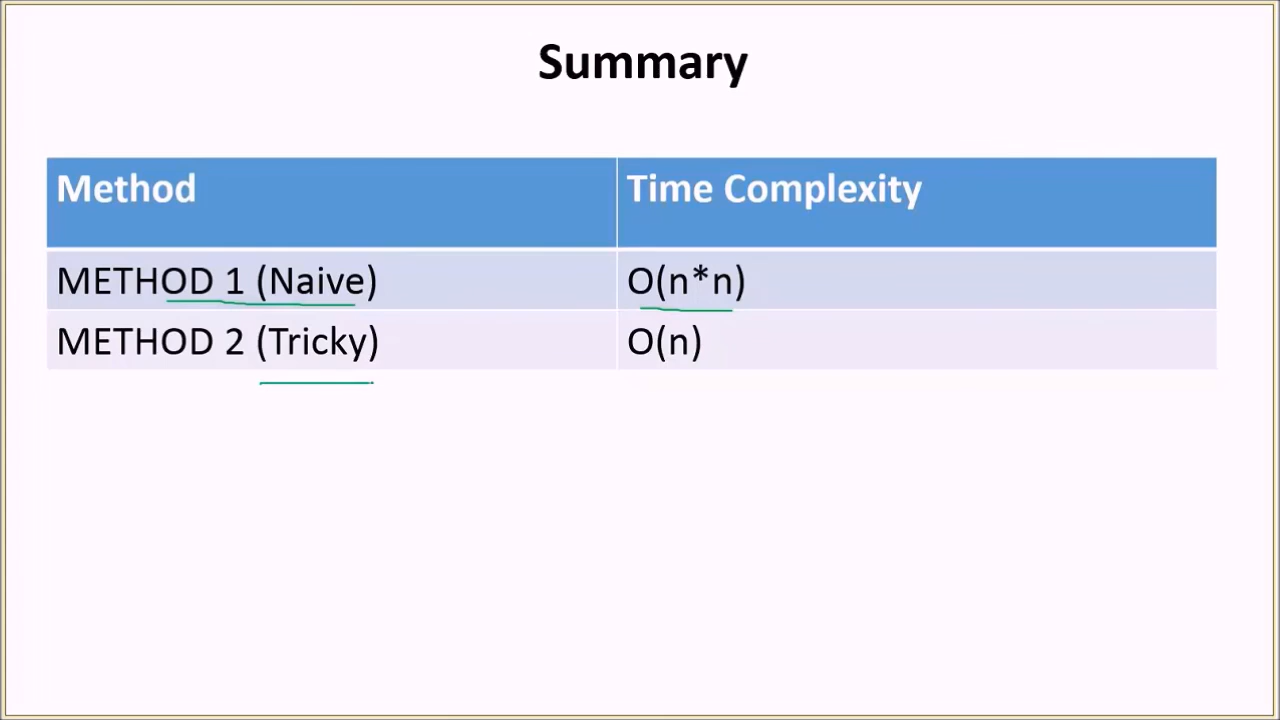 Summary
Method Time Complexity
METHOD 1 (Naive) O(n*n)
METHOD 2 (Tricky) O(n)